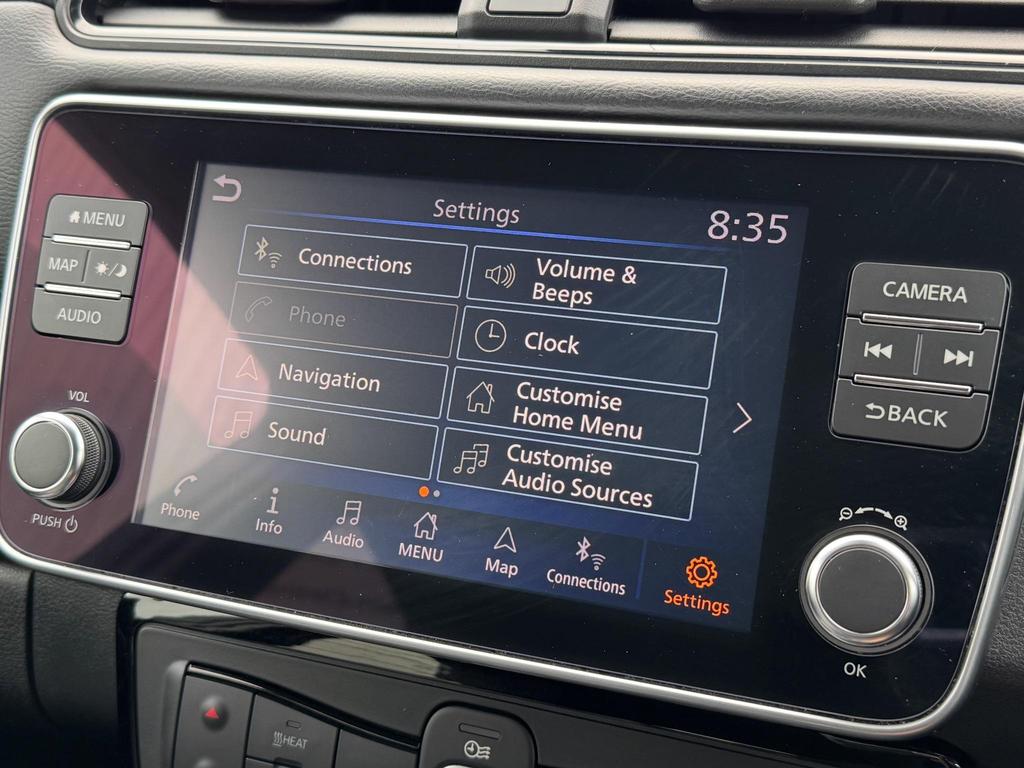 MENU
MAP
AUDIO
VOL
PUSH
Settings
8:35
Connections
Volume &
Beeps
Phone
Clock
Navigation
Customise
Home Menu
Sound
Customise
Audio Sources
Phone
Info
Audio
MENU
Map
Connections
Settings
CAMERA
BACK
OK
HEAT